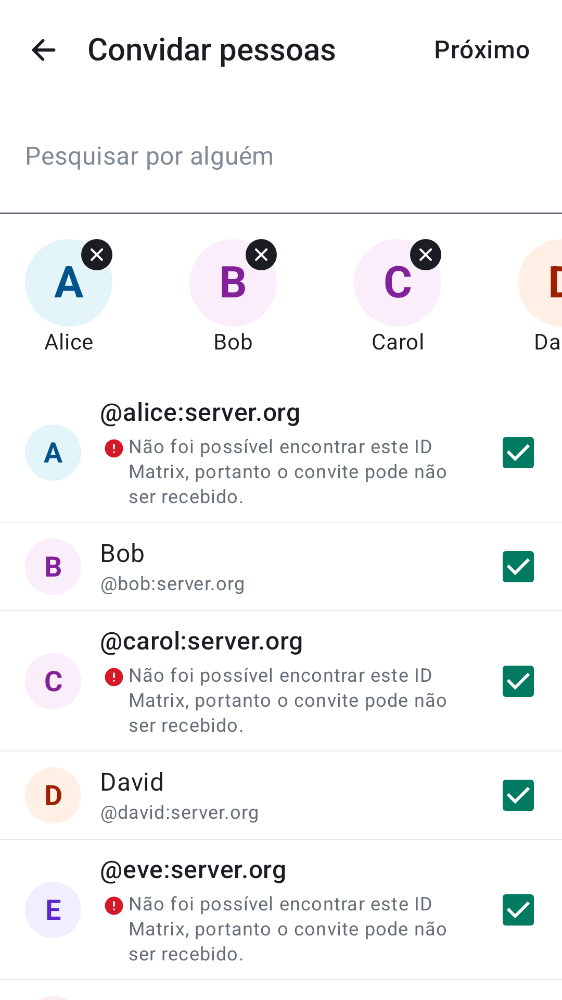 Convidar pessoas
Próximo
Pesquisar por alguém
A
B
C
D
Alice
Bob
Carol
Da
@alice:server.org
A
Não foi possível encontrar este ID
Matrix, portanto o convite pode não
ser recebido.
Bob
B
@bob:server.org
@carol:server.org
C
Não foi possível encontrar este ID
Matrix, portanto o convite pode não
ser recebido.
David
D
@david:server.org
@eve:server.org
E
Não foi possível encontrar este ID
Matrix, portanto o convite pode não
ser recebido.